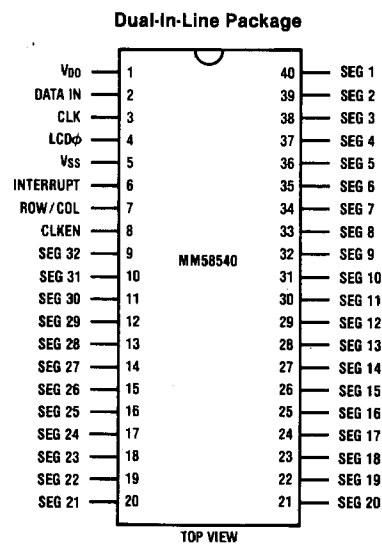 Dual-In-Line Package
VDD 1 40 SEG 1
DATA IN 2 39 SEG 2
CLK 3 38 SEG 3
LCDϕ 4 37 SEG 4
VSS 5 36 SEG 5
INTERRUPT 6 35 SEG 6
ROW/COL 7 34 SEG 7
CLKEN 8 33 SEG 8
SEG 32 9 32 SEG 9
MM58540
SEG 31 10 31 SEG 10
SEG 30 11 30 SEG 11
SEG 29 12 29 SEG 12
SEG 28 13 28 SEG 13
SEG 27 14 27 SEG 14
SEG 26 15 26 SEG 15
SEG 25 16 25 SEG 16
SEG 24 17 24 SEG 17
SEG 23 18 23 SEG 18
SEG 22 19 22 SEG 19
SEG 21 20 21 SEG 20
TOP VIEW